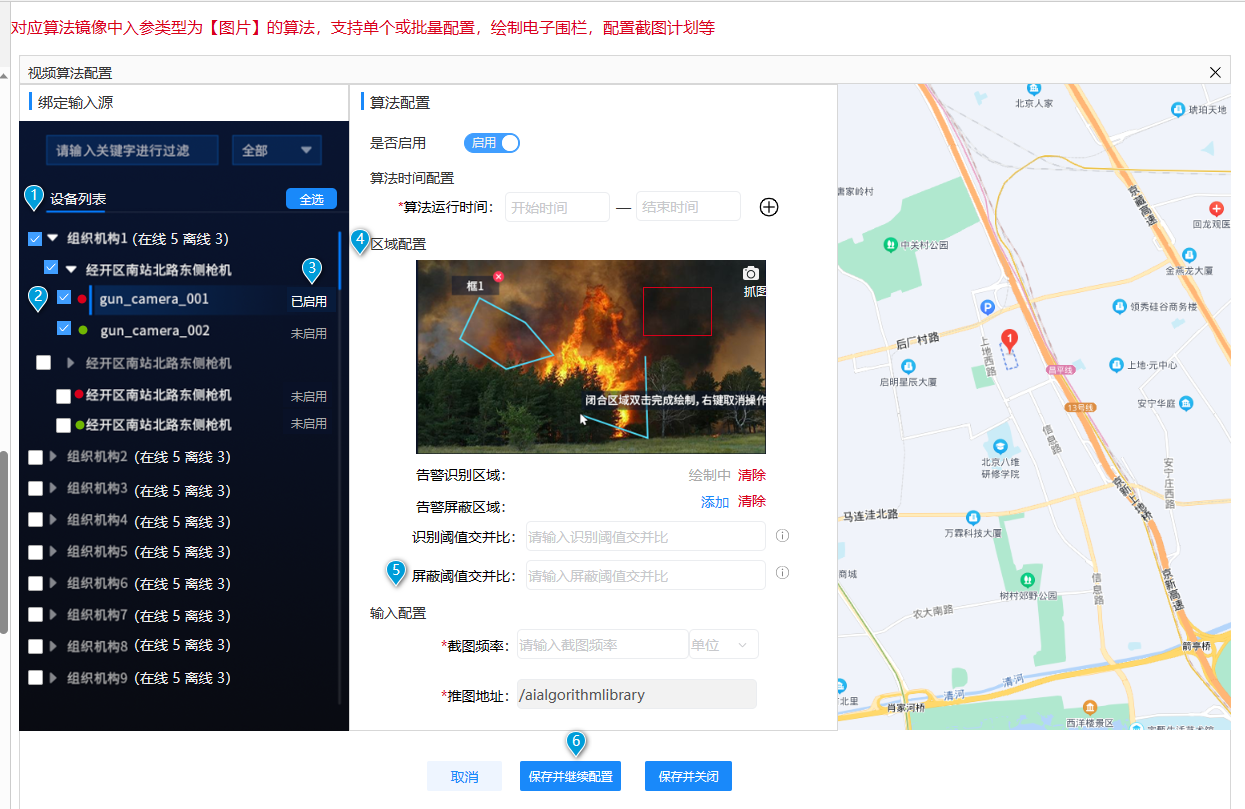 对应算法镜像中入参类型为【图片】的算法，支持单个或批量配置，绘制电子围栏，配置截图计划等
视频算法配置
绑定输入源
请输入关键字进行过滤
全部
1
设备列表
全选
组织机构1 (在线 5 离线 3)
经开区南站北路东侧枪机
3
2
gun_camera_001
已启用
gun_camera_002
未启用
经开区南站北路东侧枪机
经开区南站北路东侧枪机
未启用
经开区南站北路东侧枪机
未启用
组织机构2 (在线 5 离线 3)
组织机构3 (在线 5 离线 3)
组织机构4 (在线 5 离线 3)
组织机构5 (在线 5 离线 3)
组织机构6 (在线 5 离线 3)
组织机构7 (在线 5 离线 3)
组织机构8 (在线 5 离线 3)
组织机构9 (在线 5 离线 3)
算法配置
是否启用
启用
算法时间配置
*算法运行时间：
开始时间
—
结束时间
4
区域配置
框1
抓图
闭合区域双击完成绘制，右键取消操作
告警识别区域：
绘制中 清除
告警屏蔽区域：
添加 清除
识别阈值交并比：
请输入识别阈值交并比
5
屏蔽阈值交并比：
请输入屏蔽阈值交并比
输入配置
*截图频率：
请输入截图频率
单位
*推图地址：
/aialgorithmlibrary
6
取消
保存并继续配置
保存并关闭
北京人家
琥珀天地
唐家岭村
京藏高速
回龙观医
中关村公园
金燕龙大厦
P
领秀硅谷商务楼
后厂村路
上地西路
1
启明星辰大厦
昌平线
上地·元中心
13号线
安宁华庭
信息路
北京八维
研修学院
安宁庄西路
京新上地桥
马连洼北路
万霖科技大厦
商城
京新高速
信息路
树村郊野公园
农大南路
箭亭桥
清河
清河
北里
肖家河桥
西洋楼景区